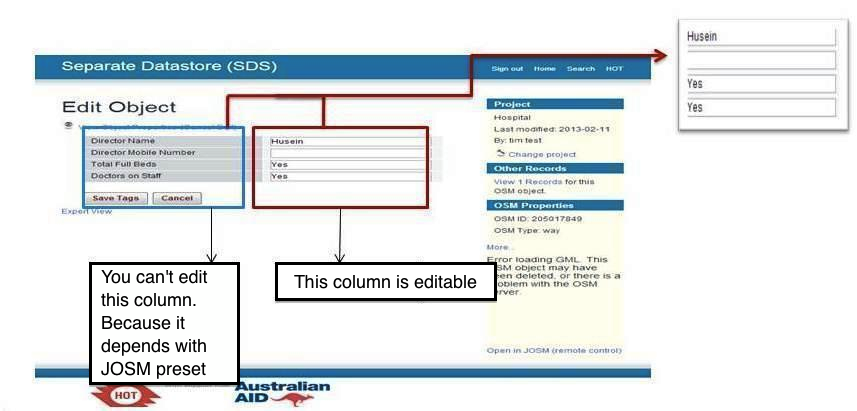 Husein
Yes
Yes
Separate Datastore (SDS)
Sign out Home Search HOT
Edit Object
Director Name Husein
Director Mobile Number
Total Full Beds Yes
Doctors on Staff Yes
Save Tags Cancel
Expert View
Project
Hospital
Last modified: 2013-02-11
By: tim test
Change project
Other Records
View 1 Records for this
OSM object.
OSM Properties
OSM ID: 205017849
OSM Type: way
More..
Error loading GML. This
OSM object may have
been deleted, or there is a
problem with the OSM
server.
Open in JOSM (remote control)
You can't edit
this column.
Because it
depends with
JOSM preset
This column is editable
HOT
Australian
AID